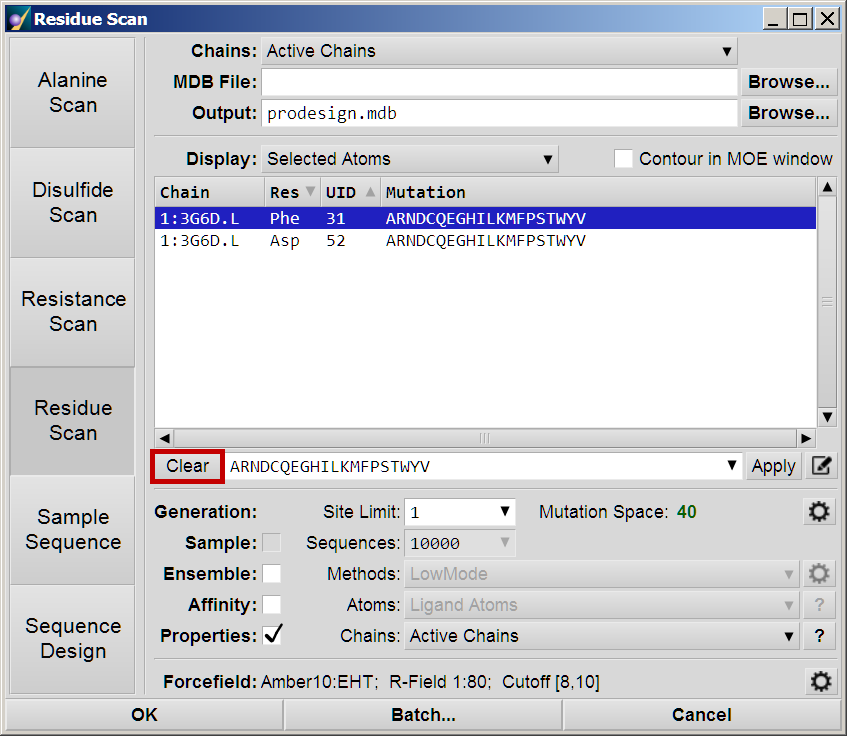 Residue Scan
Alanine Scan
Disulfide Scan
Resistance Scan
Residue Scan
Sample Sequence
Sequence Design
Chains: Active Chains
MDB File: Browse...
Output: prodesign.mdb Browse...
Display: Selected Atoms Contour in MOE window
Chain Res UID Mutation
1:3G6D.L Phe 31 ARNDCQEGHILKMFPSTWYV
1:3G6D.L Asp 52 ARNDCQEGHILKMFPSTWYV
Clear ARNDCQEGHILKMFPSTWYV Apply
Generation: Site Limit: 1 Mutation Space: 40
Sample: Sequences: 10000
Ensemble: Methods: LowMode
Affinity: Atoms: Ligand Atoms ?
Properties: Chains: Active Chains ?
Forcefield: Amber10:EHT; R-Field 1:80; Cutoff [8,10]
OK Batch... Cancel